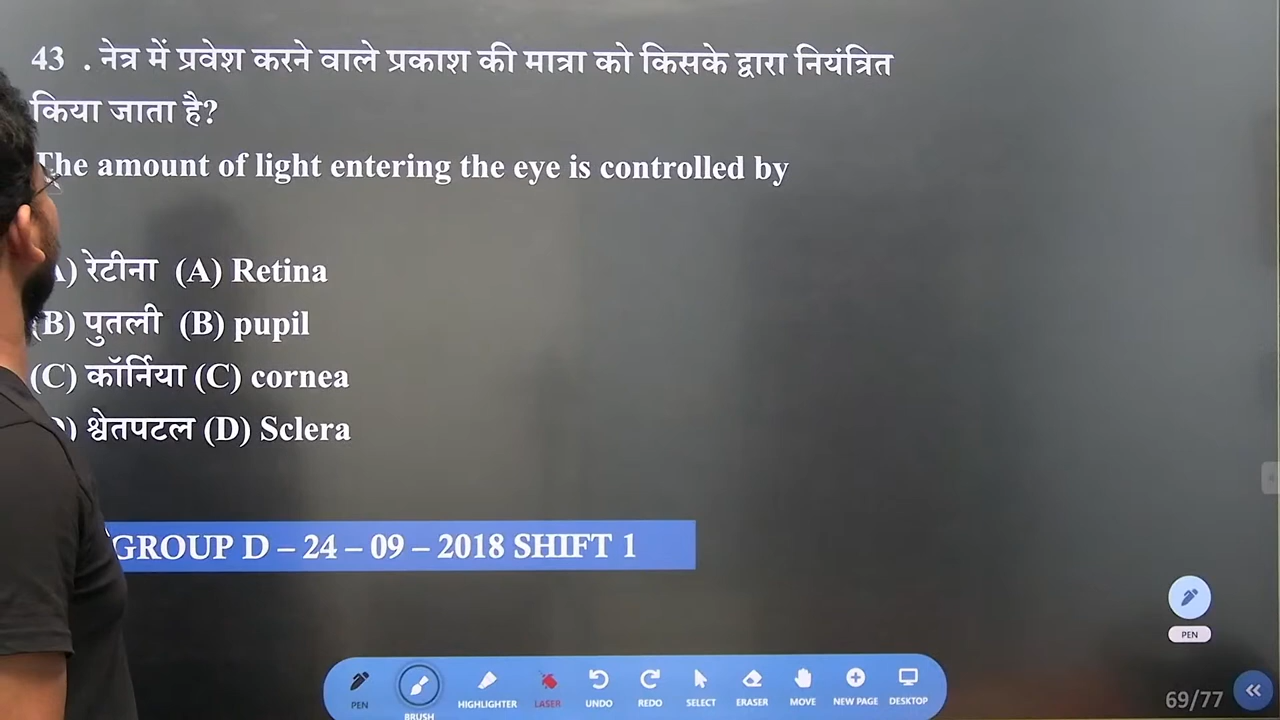 43 . नेत्र में प्रवेश करने वाले प्रकाश की मात्रा को किसके द्वारा नियंत्रित
किया जाता है?
The amount of light entering the eye is controlled by
A) रेटीना (A) Retina
(B) पुतली (B) pupil
(C) कॉर्निया (C) cornea
D) श्वेतपटल (D) Sclera
GROUP D – 24 – 09 – 2018 SHIFT 1
PEN
PEN
BRUSH
HIGHLIGHTER
LASER
UNDO
REDO
SELECT
ERASER
MOVE
NEW PAGE
DESKTOP
69/77